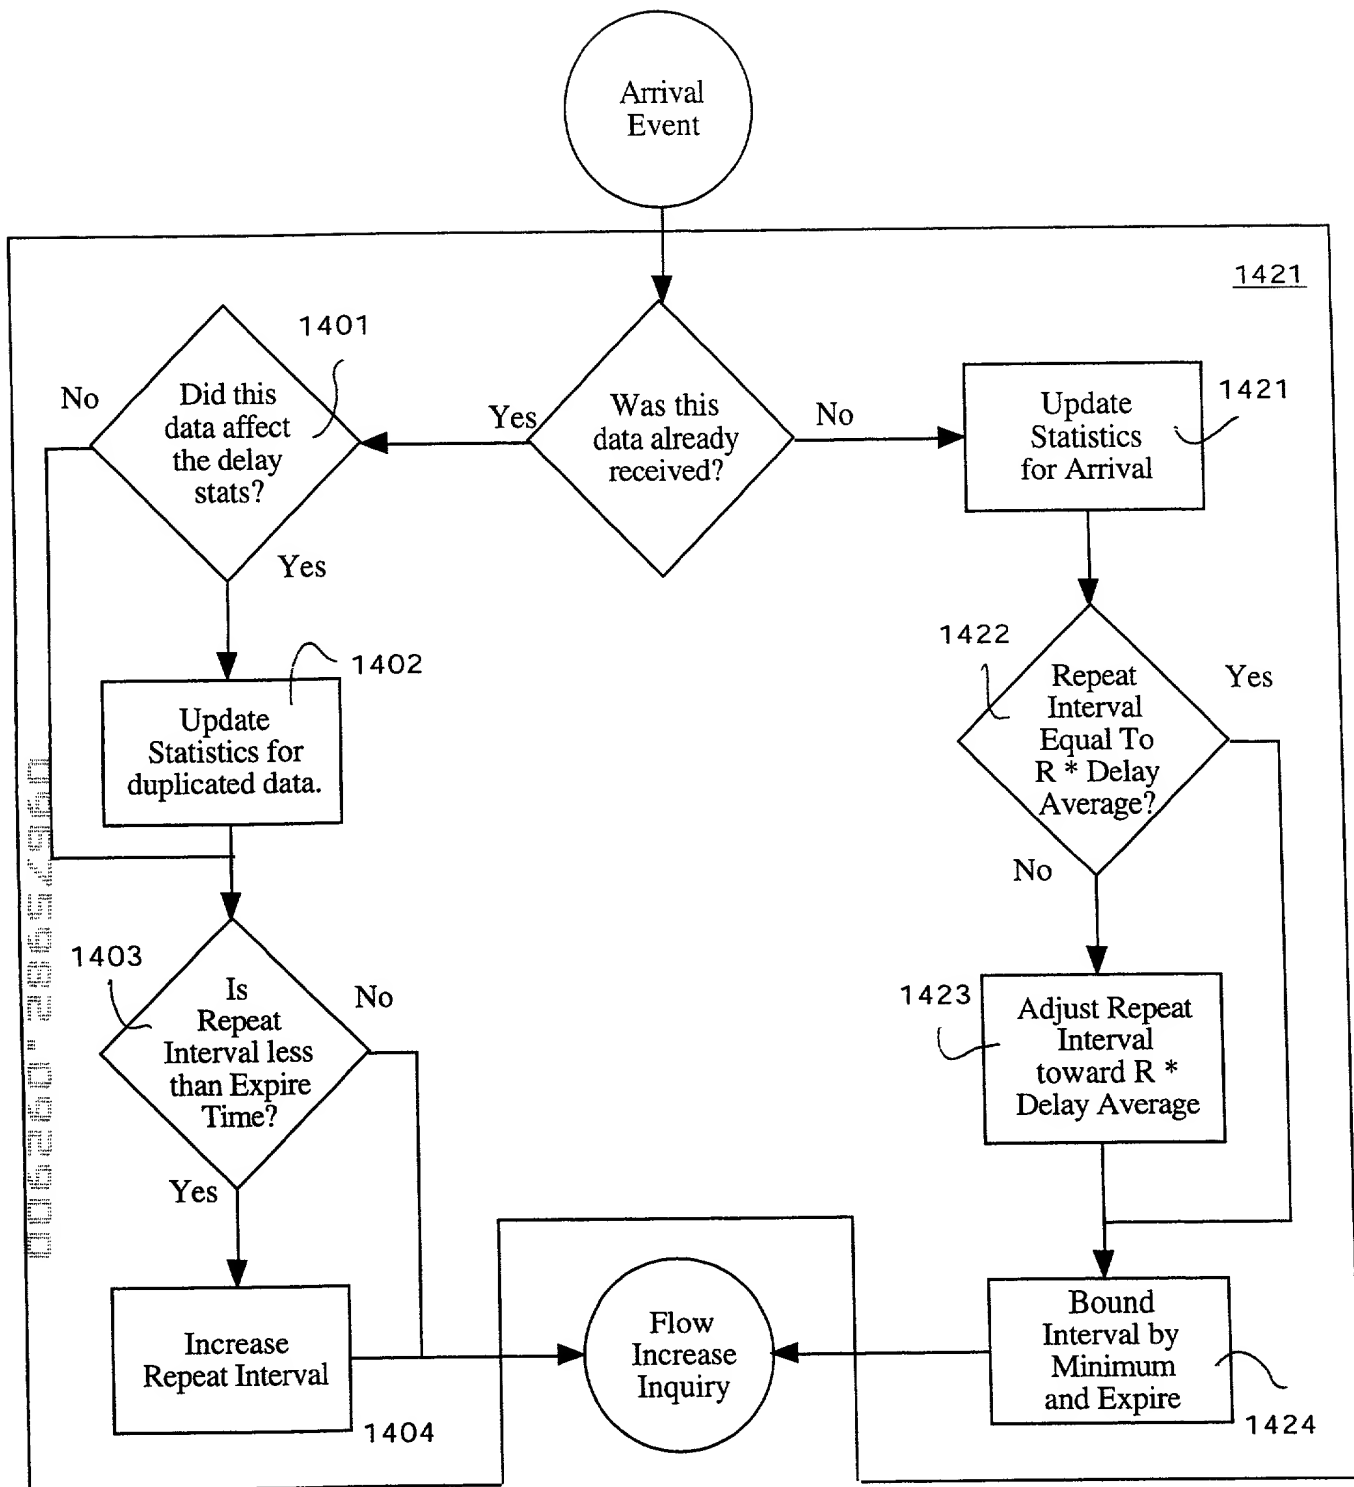 Arrival
Event
1421
1401
No
Did this
data affect
the delay
stats?
Yes
Was this
data already
received?
No
Update
Statistics
for Arrival
1421
Yes
1402
Update
Statistics for
duplicated data.
1422
Repeat
Interval
Equal To
R * Delay
Average?
Yes
No
1403
Is
Repeat
Interval less
than Expire
Time?
No
Yes
1423
Adjust Repeat
Interval
toward R *
Delay Average
Increase
Repeat Interval
1404
Flow
Increase
Inquiry
Bound
Interval by
Minimum
and Expire
1424